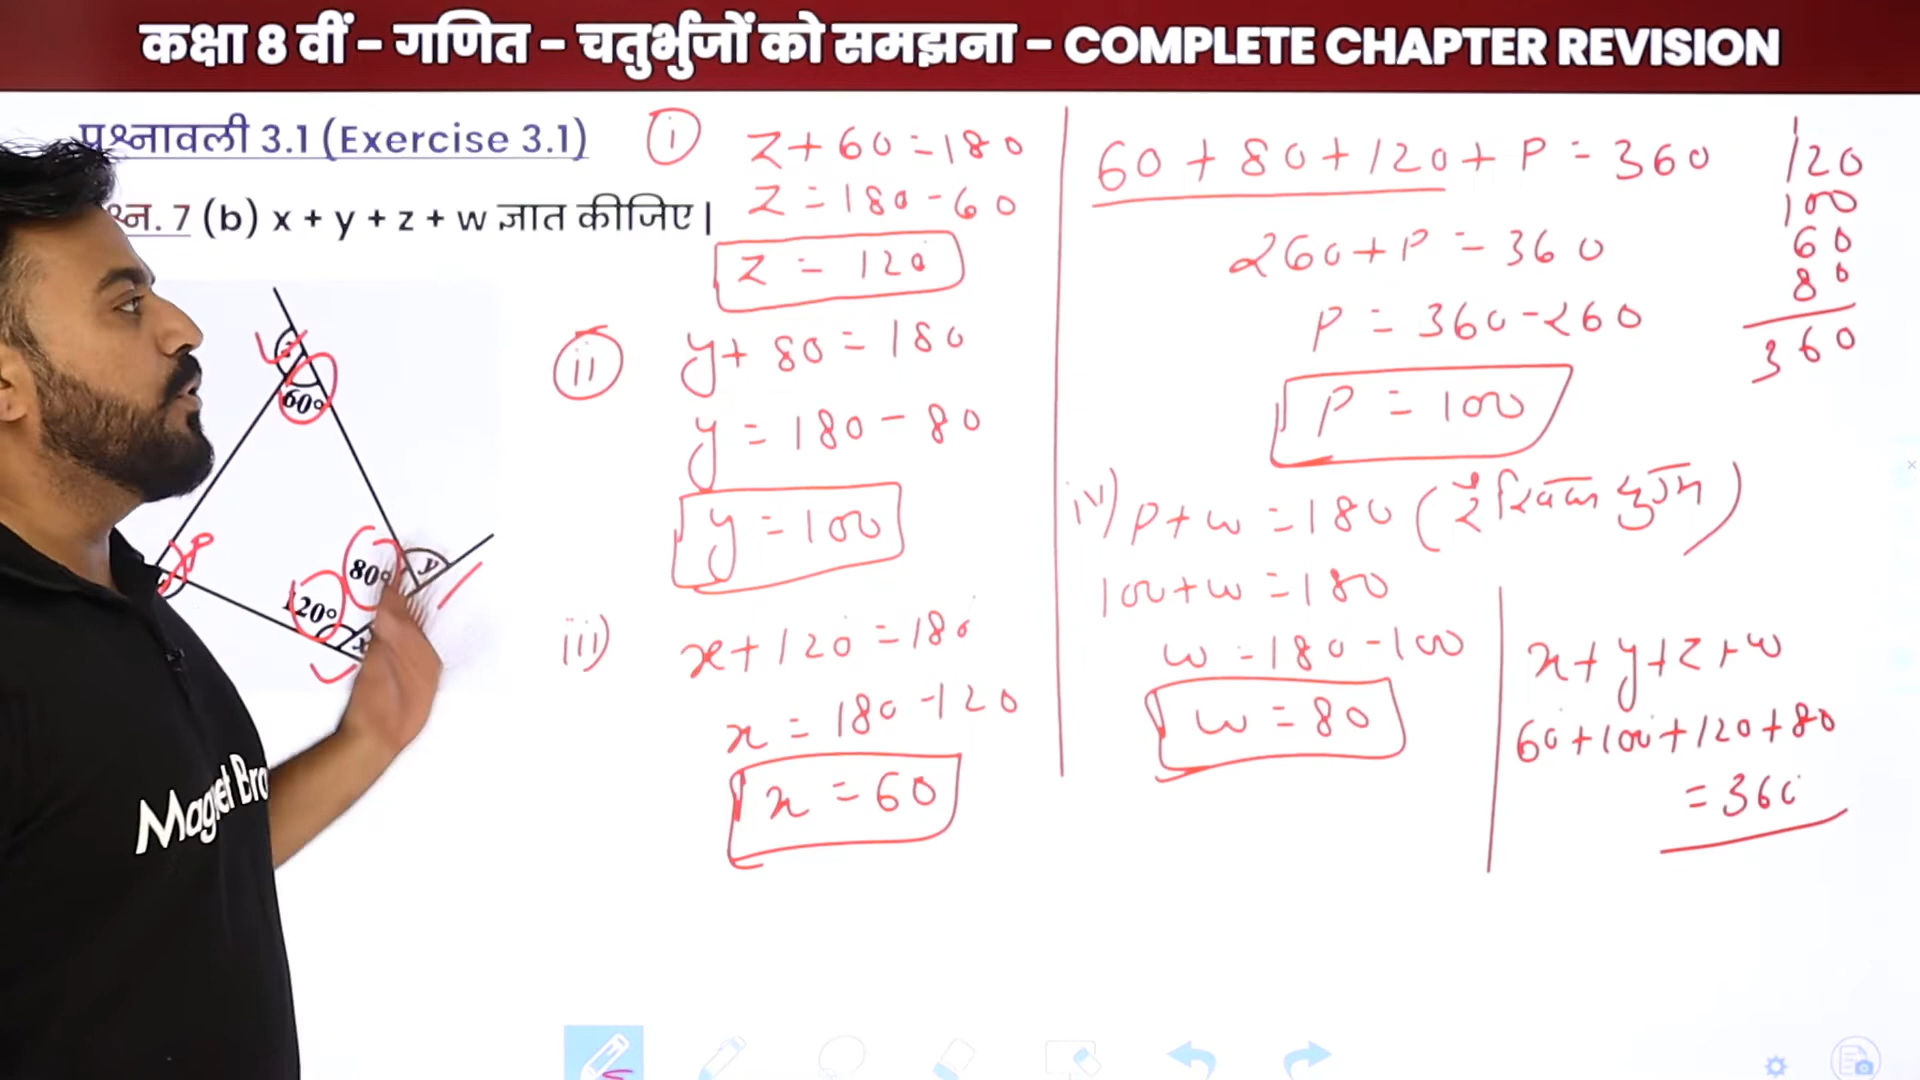 कक्षा 8 वीं – गणित – चतुर्भुजों को समझना – COMPLETE CHAPTER REVISION
प्रश्नावली 3.1 (Exercise 3.1)
श्न. 7 (b) x + y + z + w ज्ञात कीजिए |
60°
80°
120°
y
x
P
i
z + 60 = 180
z = 180 - 60
z = 120
ii
y + 80 = 180
y = 180 - 80
y = 100
iii)
x + 120 = 180
x = 180 - 120
x = 60
60 + 80 + 120 + P = 360
260 + P = 360
P = 360 - 260
P = 100
iv) P + w = 180 (रैखिक युग्म)
100 + w = 180
w = 180 - 100
w = 80
120
100
60
80
360
x + y + z + w
60 + 100 + 120 + 80
= 360
Magnet Bro